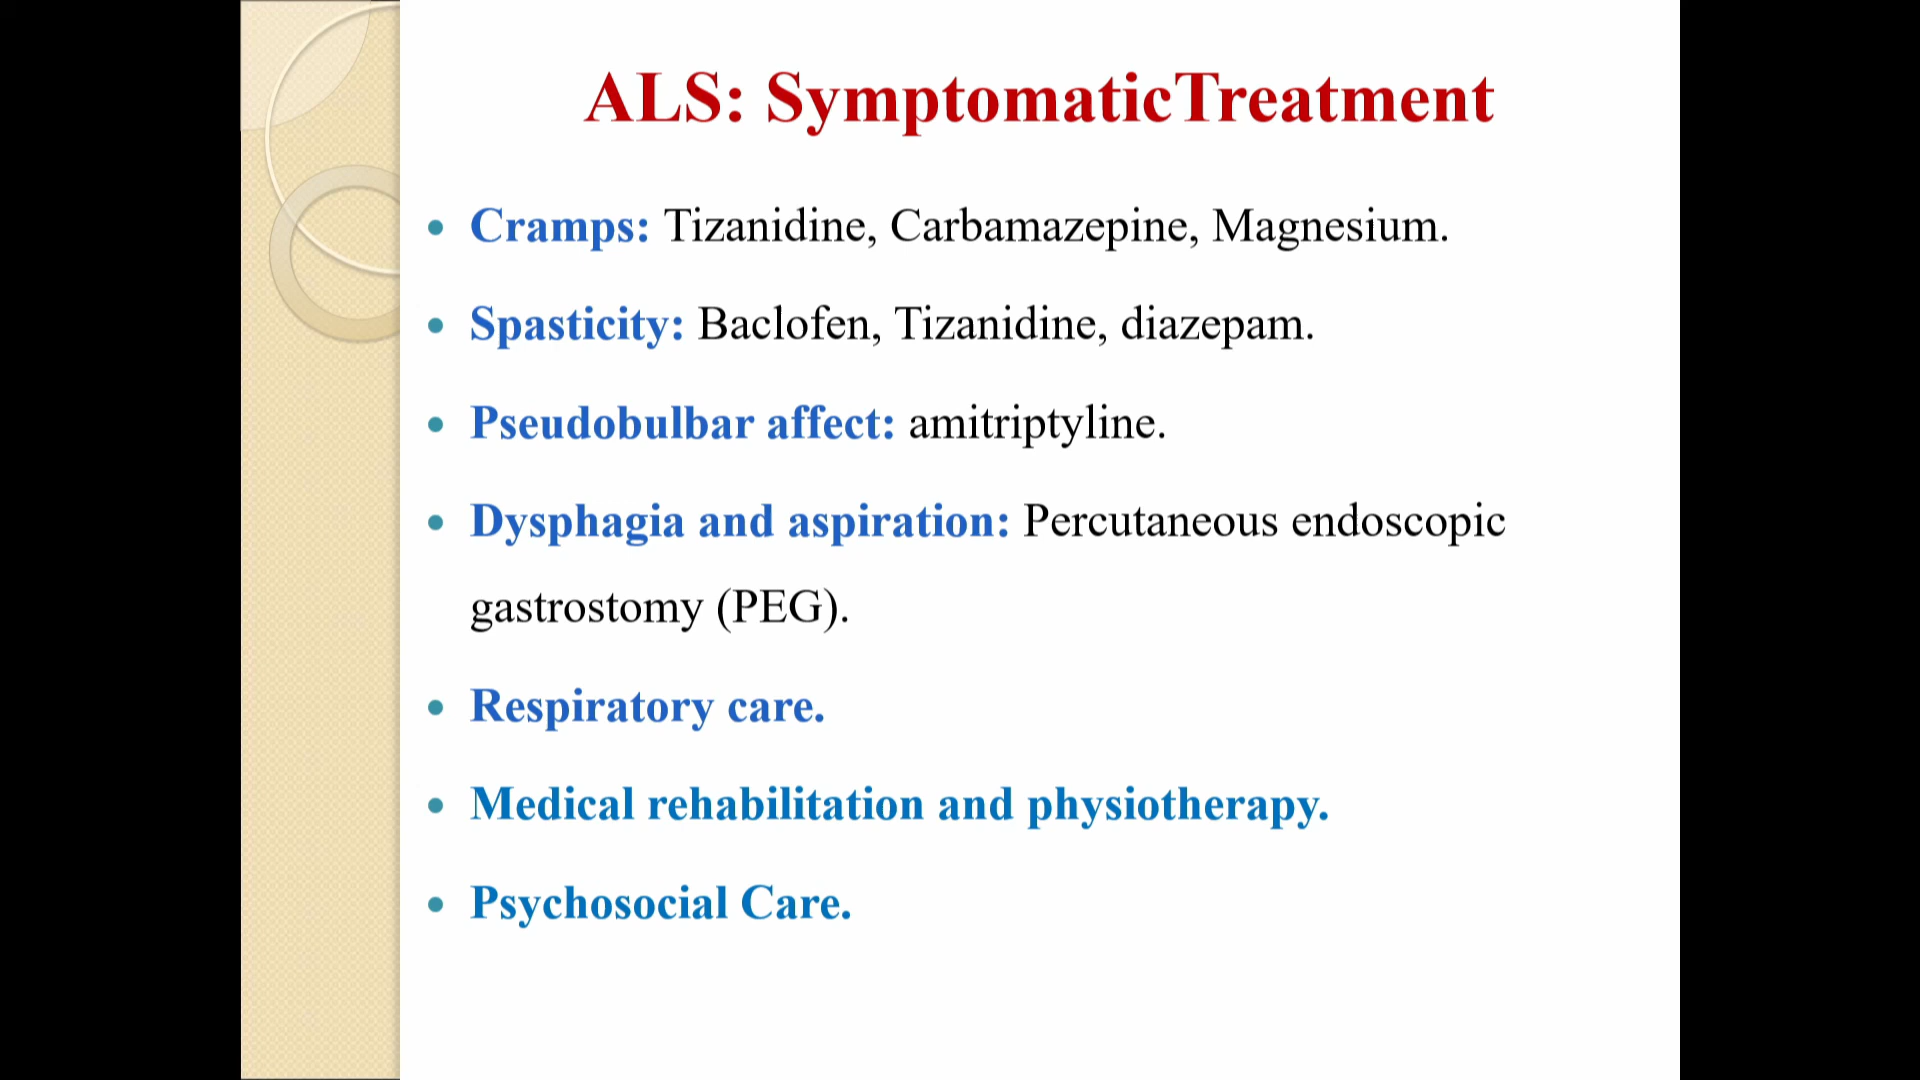 ALS: SymptomaticTreatment
• Cramps: Tizanidine, Carbamazepine, Magnesium.
• Spasticity: Baclofen, Tizanidine, diazepam.
• Pseudobulbar affect: amitriptyline.
• Dysphagia and aspiration: Percutaneous endoscopic
gastrostomy (PEG).
• Respiratory care.
• Medical rehabilitation and physiotherapy.
• Psychosocial Care.